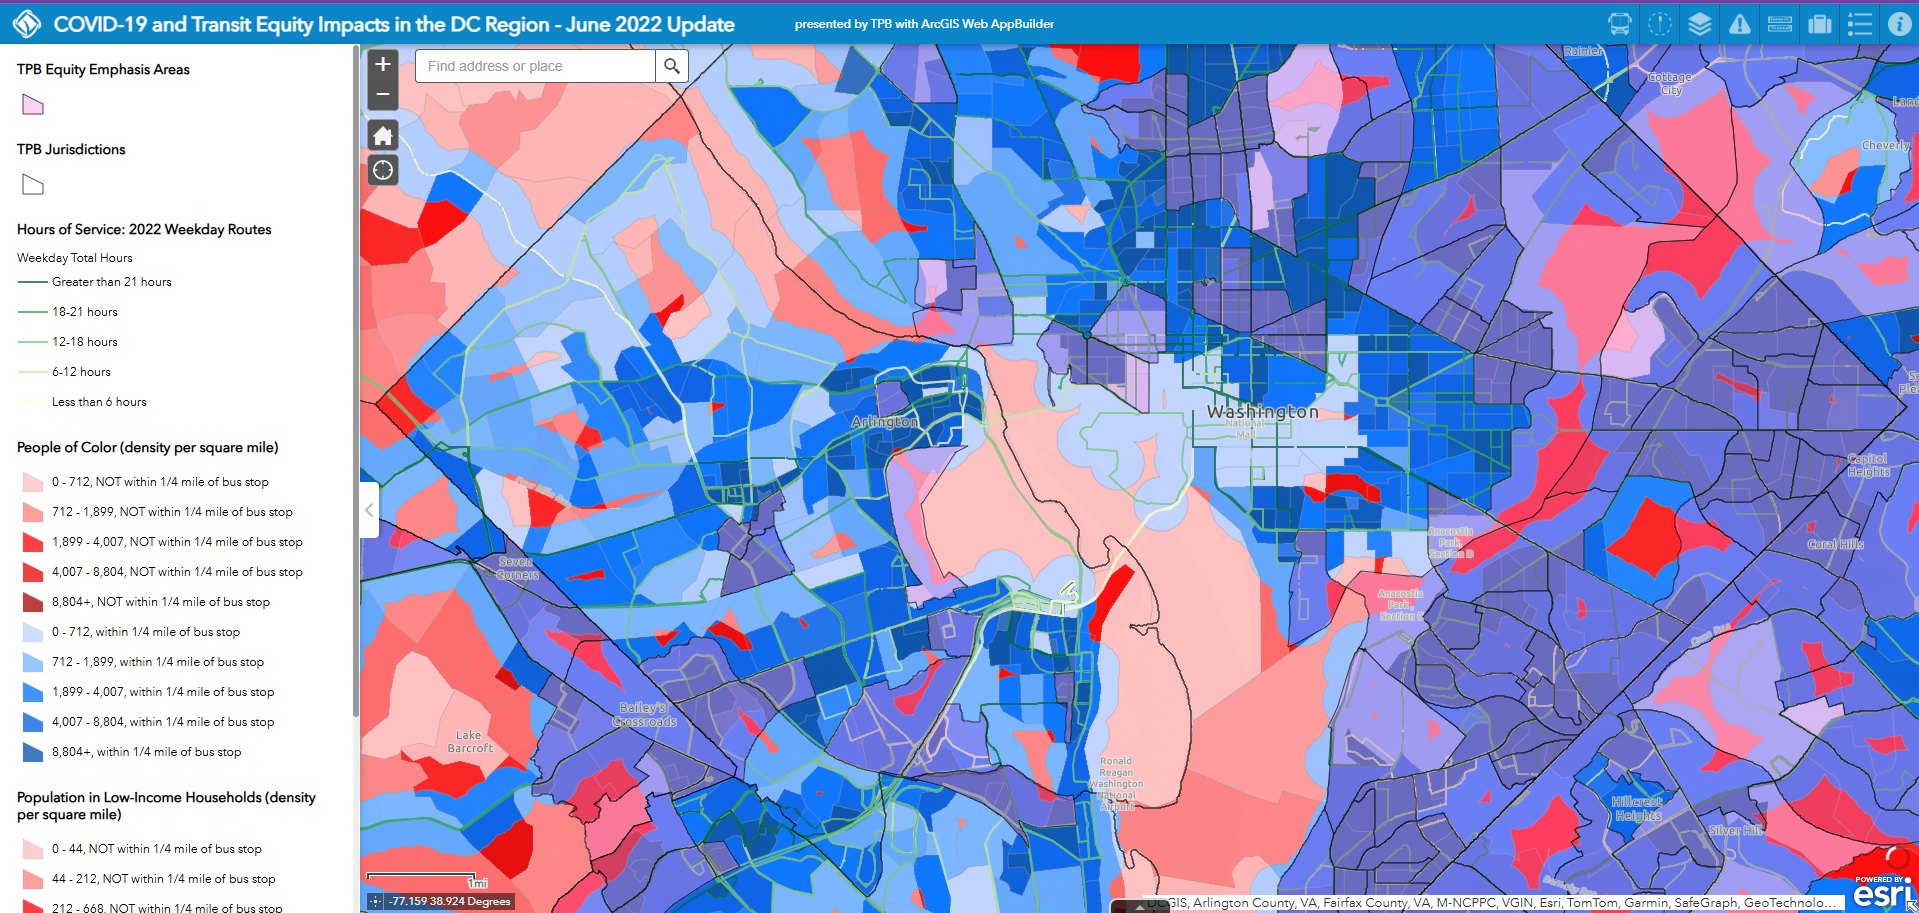 COVID-19 and Transit Equity Impacts in the DC Region - June 2022 Update
presented by TPB with ArcGIS Web AppBuilder
TPB Equity Emphasis Areas
TPB Jurisdictions
Hours of Service: 2022 Weekday Routes
Weekday Total Hours
Greater than 21 hours
18-21 hours
12-18 hours
6-12 hours
Less than 6 hours
People of Color (density per square mile)
0 - 712, NOT within 1/4 mile of bus stop
712 - 1,899, NOT within 1/4 mile of bus stop
1,899 - 4,007, NOT within 1/4 mile of bus stop
4,007 - 8,804, NOT within 1/4 mile of bus stop
8,804+, NOT within 1/4 mile of bus stop
0 - 712, within 1/4 mile of bus stop
712 - 1,899, within 1/4 mile of bus stop
1,899 - 4,007, within 1/4 mile of bus stop
4,007 - 8,804, within 1/4 mile of bus stop
8,804+, within 1/4 mile of bus stop
Population in Low-Income Households (density
per square mile)
0 - 44, NOT within 1/4 mile of bus stop
44 - 212, NOT within 1/4 mile of bus stop
212 - 668, NOT within 1/4 mile of bus stop
+
−
Find address or place
Rainier
Cottage
City
Cheverly
Arlington
Washington
National
Mall
Capitol
Heights
Seven
Corners
Anacostia
Park,
Section D
Coral Hills
Anacostia
Park,
Section C
Bailey's
Crossroads
Lake
Barcroft
Ronald
Reagan
Washington
National
Airport
Hillcrest
Heights
Silver Hill
1mi
-77.159 38.924 Degrees
DCGIS, Arlington County, VA, Fairfax County, VA, M-NCPPC, VGIN, Esri, TomTom, Garmin, SafeGraph, GeoTechnolo...
POWERED BY
esri